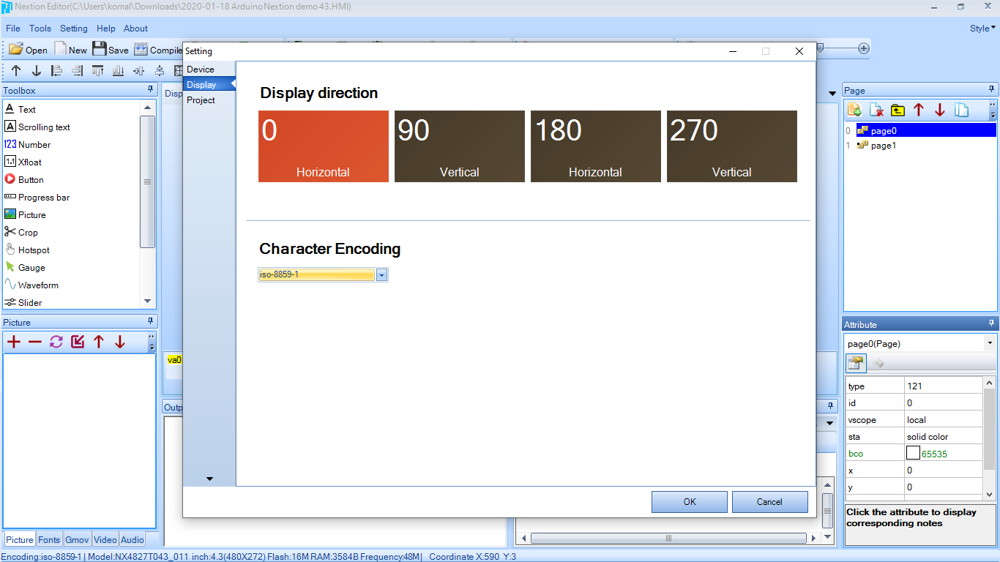 Nextion Editor(C:\Users\komal\Downloads\2020-01-18 Arduino Nextion demo 43.HMI)
File Tools Setting Help About Style
Open New Save Compile
Setting
Toolbox
Text
Scrolling text
123 Number
1.1 Xfloat
Button
Progress bar
Picture
Crop
Hotspot
Gauge
Waveform
Slider
Picture
Picture Fonts Gmov Video Audio
Disp
va0
Outp
Device
Display
Project
Display direction
0 Horizontal
90 Vertical
180 Horizontal
270 Vertical
Character Encoding
iso-8859-1
OK Cancel
Page
0 page0
1 page1
Attribute
page0(Page)
type 121
id 0
vscope local
sta solid color
bco 65535
x 0
y 0
Click the attribute to display
corresponding notes
Encoding:iso-8859-1 | Model:NX4827T043_011 inch:4.3(480X272) Flash:16M RAM:3584B Frequency:48M| Coordinate X:590 Y:3